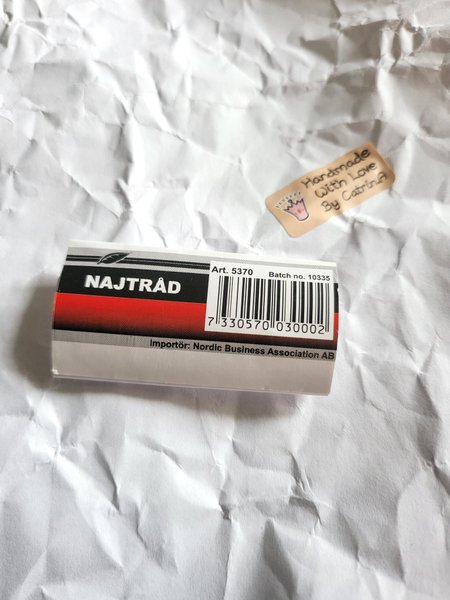 Handmade
With Love
By Catrina
NAJTRÅD
Art. 5370
Batch no. 10335
7 330570 030002
Importör: Nordic Business Association AB